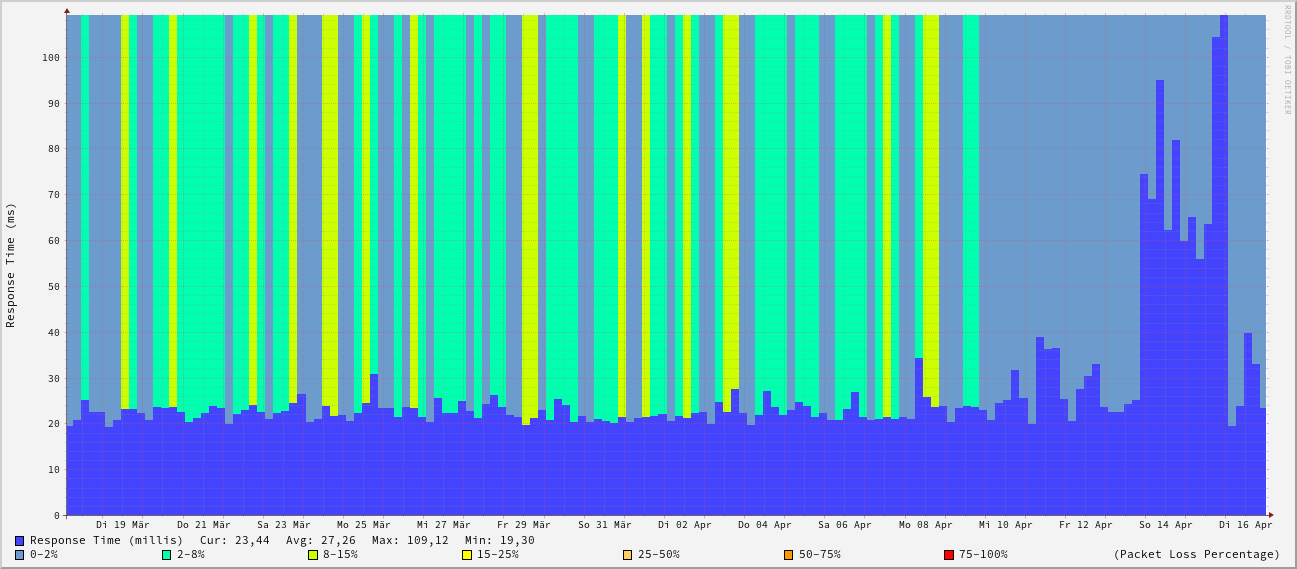 RRDTOOL / TOBI OETIKER
Response Time (ms)
100
90
80
70
60
50
40
30
20
10
0
Di 19 Mär Do 21 Mär Sa 23 Mär Mo 25 Mär Mi 27 Mär Fr 29 Mär So 31 Mär Di 02 Apr Do 04 Apr Sa 06 Apr Mo 08 Apr Mi 10 Apr Fr 12 Apr So 14 Apr Di 16 Apr
Response Time (millis) Cur: 23,44 Avg: 27,26 Max: 109,12 Min: 19,30
0-2% 2-8% 8-15% 15-25% 25-50% 50-75% 75-100% (Packet Loss Percentage)